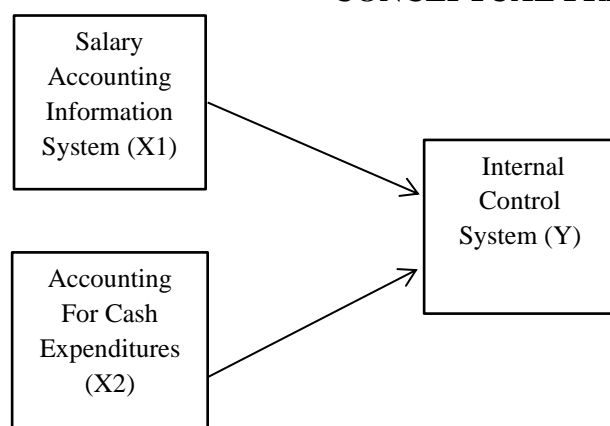 Salary
Accounting
Information
System (X1)
Internal
Control
System (Y)
Accounting
For Cash
Expenditures
(X2)